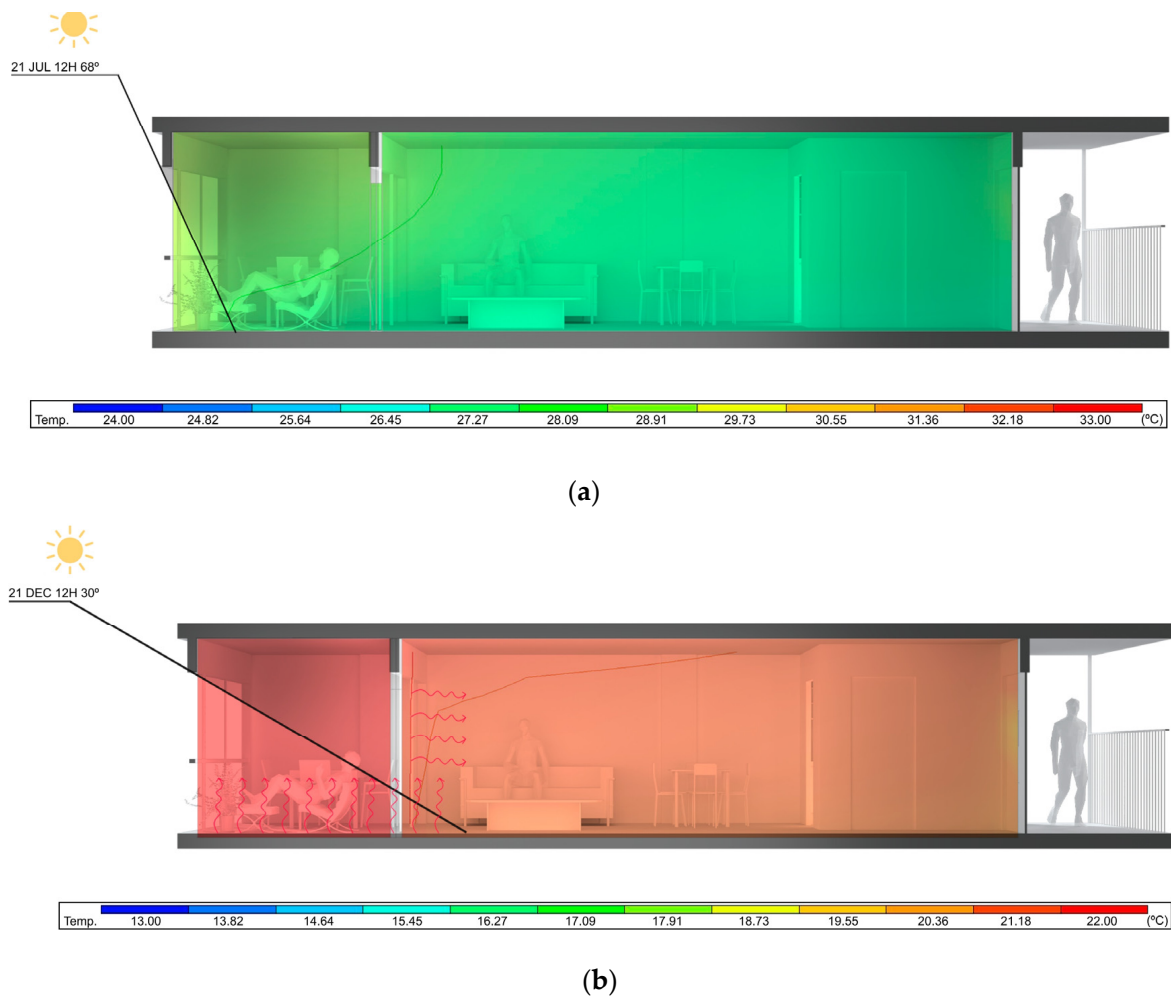 21 JUL 12H 68º
Temp. 24.00 24.82 25.64 26.45 27.27 28.09 28.91 29.73 30.55 31.36 32.18 33.00 (ºC)
(a)
21 DEC 12H 30º
Temp. 13.00 13.82 14.64 15.45 16.27 17.09 17.91 18.73 19.55 20.36 21.18 22.00 (ºC)
(b)